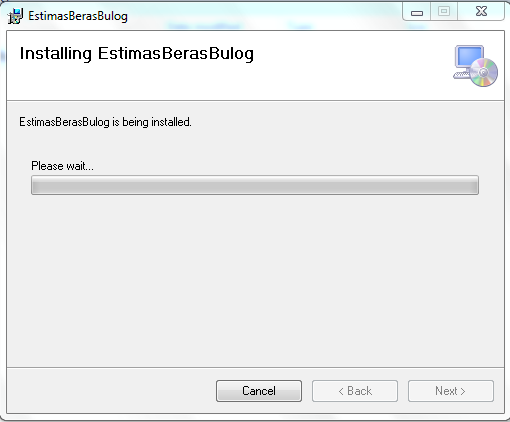 EstimasBerasBulog
Installing EstimasBerasBulog
EstimasBerasBulog is being installed.
Please wait...
Cancel
< Back
Next >